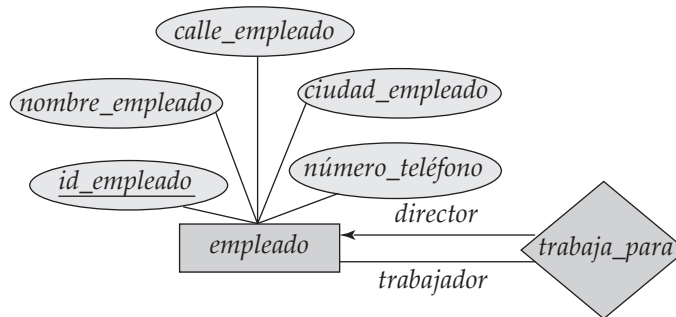 calle_empleado
nombre_empleado
ciudad_empleado
id_empleado
número_teléfono
director
empleado
trabaja_para
trabajador